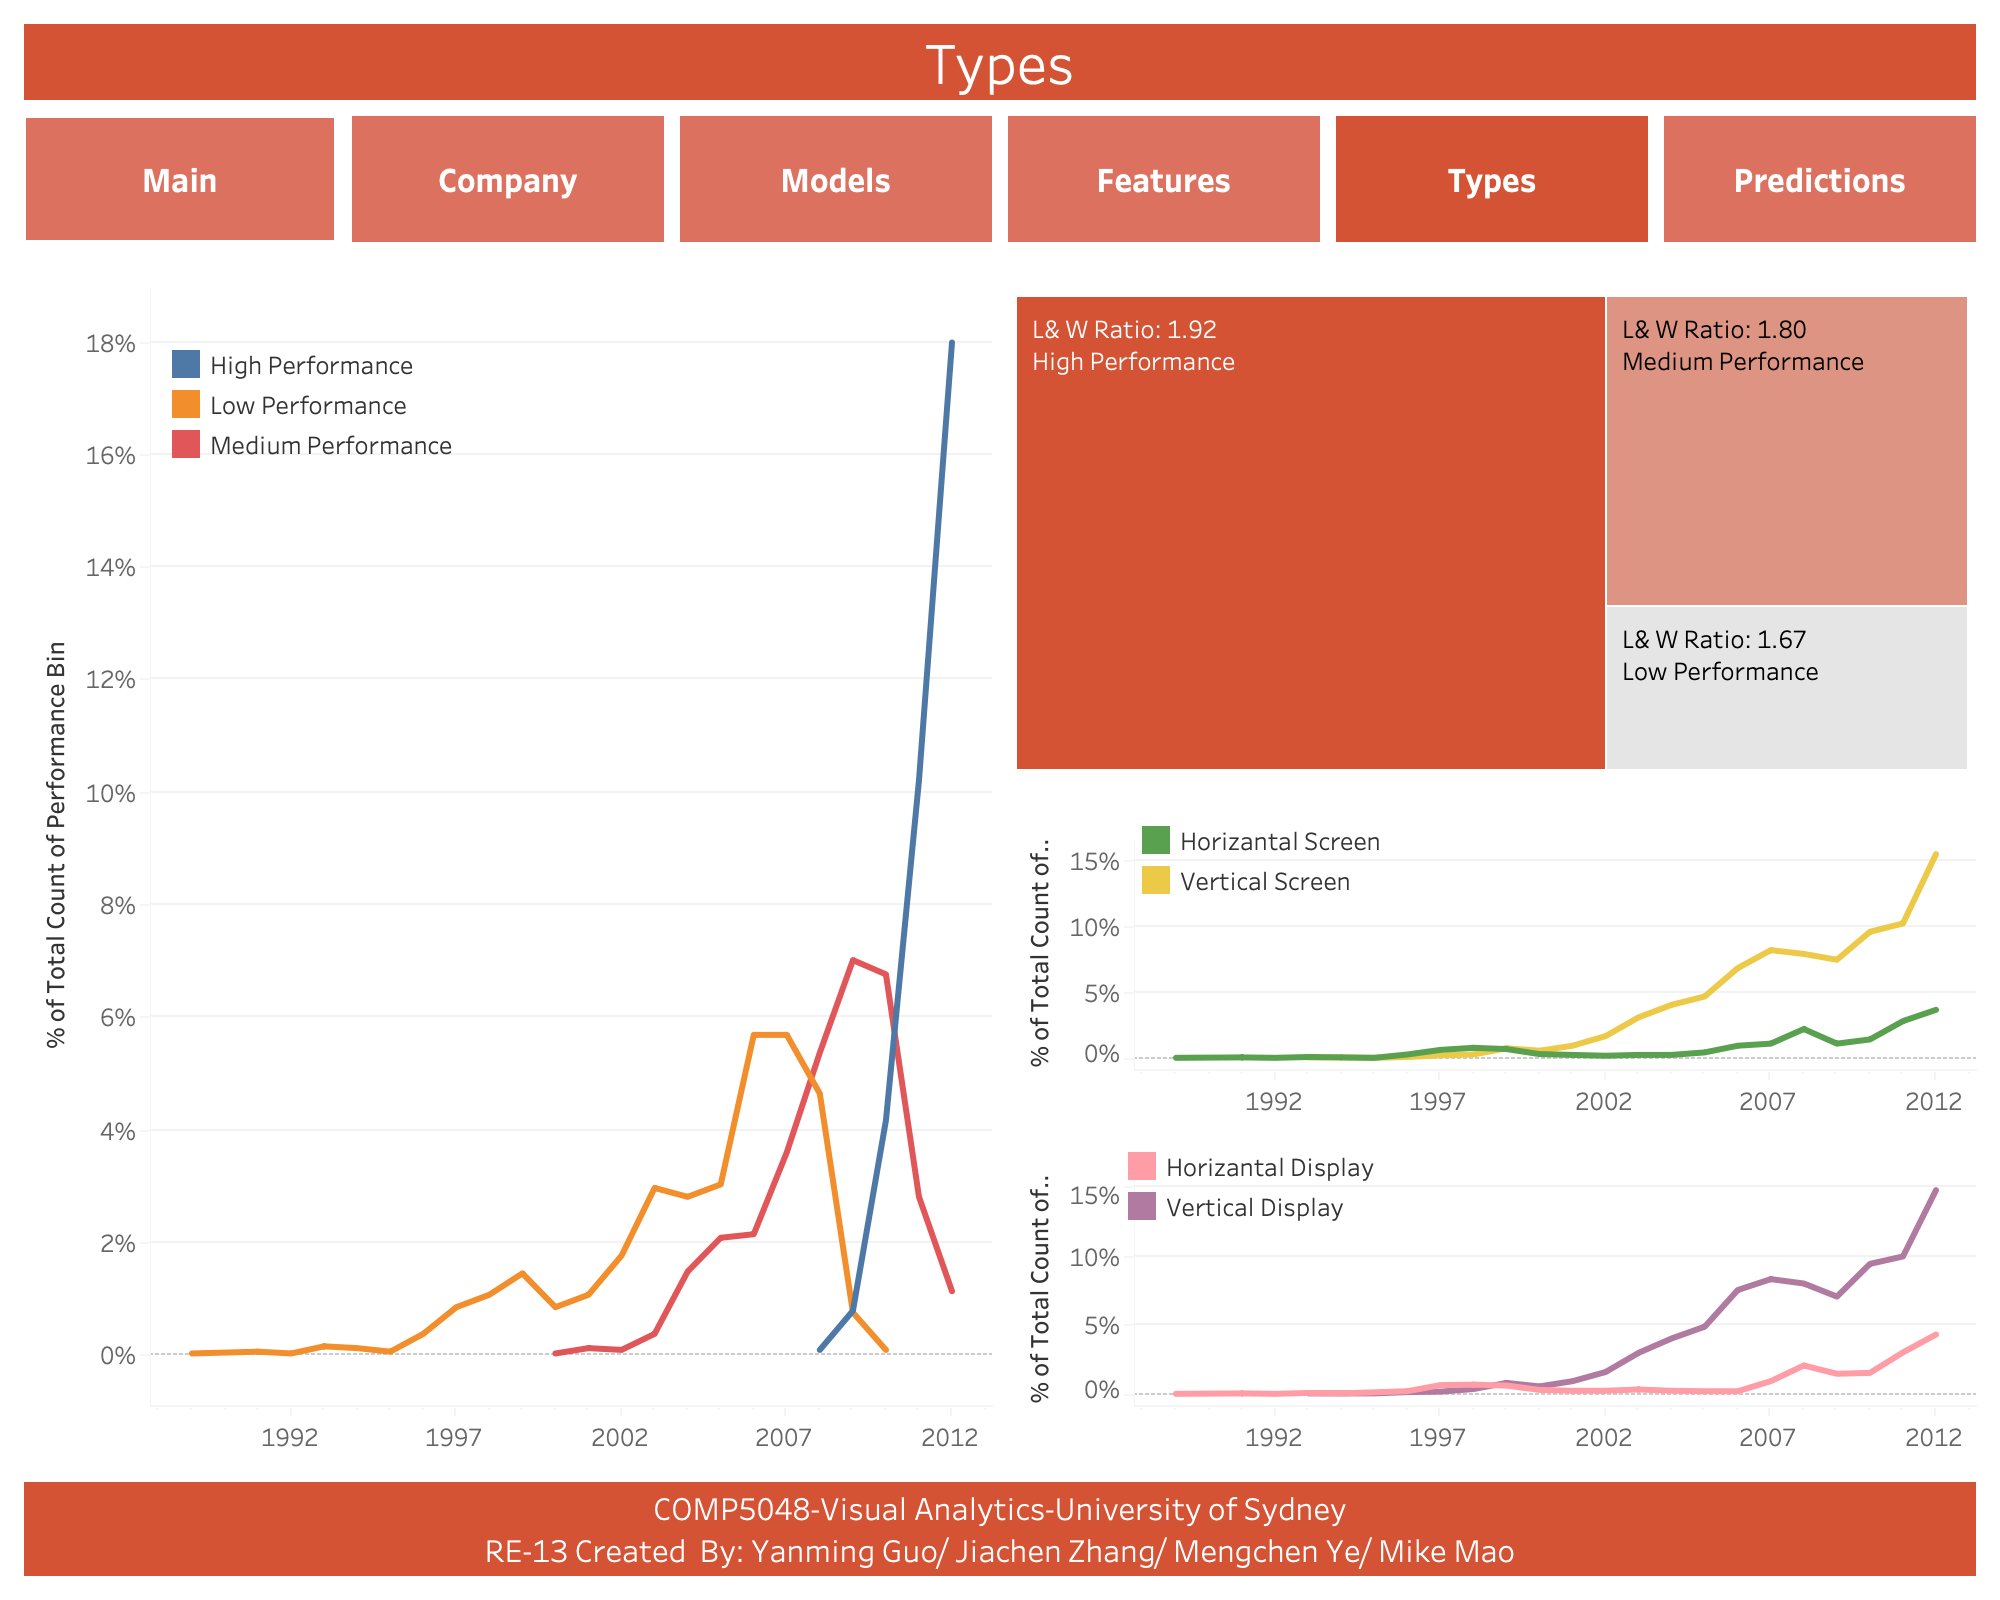 Types
Main
Company
Models
Features
Types
Predictions
% of Total Count of Performance Bin
18%
16%
14%
12%
10%
8%
6%
4%
2%
0%
High Performance
Low Performance
Medium Performance
1992
1997
2002
2007
2012
L& W Ratio: 1.92
High Performance
L& W Ratio: 1.80
Medium Performance
L& W Ratio: 1.67
Low Performance
% of Total Count of..
15%
10%
5%
0%
Horizantal Screen
Vertical Screen
1992
1997
2002
2007
2012
% of Total Count of..
15%
10%
5%
0%
Horizantal Display
Vertical Display
1992
1997
2002
2007
2012
COMP5048-Visual Analytics-University of Sydney
RE-13 Created  By: Yanming Guo/ Jiachen Zhang/ Mengchen Ye/ Mike Mao